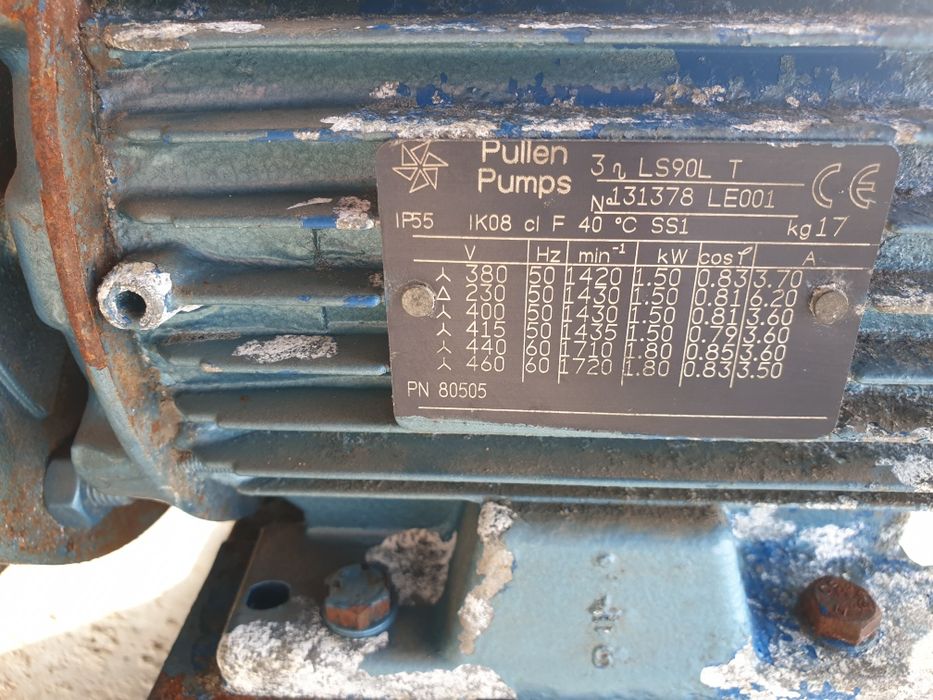 Pullen Pumps
3~ LS90L T
No 131378 LE001
CE
IP55 IK08 cl F 40 °C SS1 kg 17
V Hz min⁻¹ kW cos φ A
⅄ 380 50 1420 1.50 0.83 3.70
Δ 230 50 1430 1.50 0.81 6.20
⅄ 400 50 1430 1.50 0.81 3.60
⅄ 415 50 1435 1.50 0.79 3.60
⅄ 440 60 1710 1.80 0.85 3.60
⅄ 460 60 1720 1.80 0.83 3.50
PN 80505